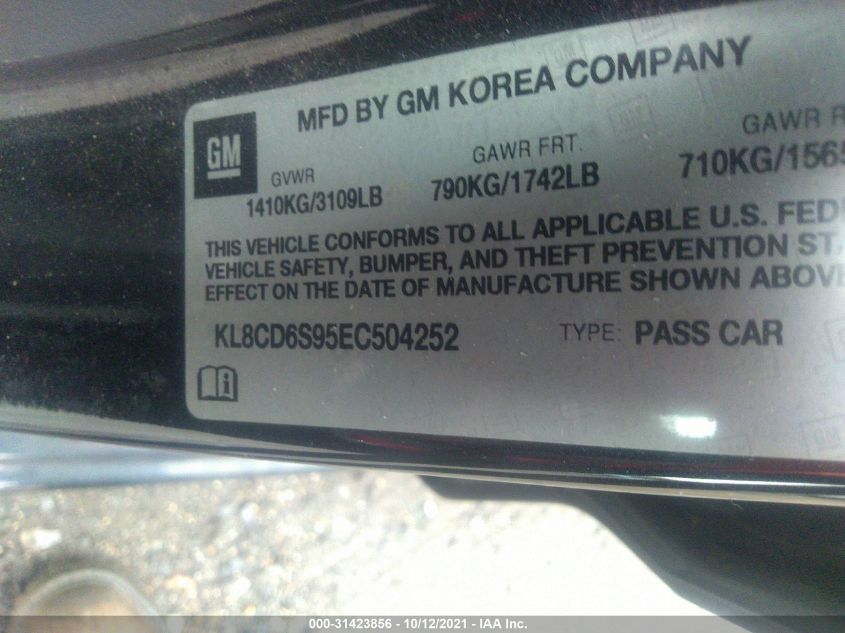 MFD BY GM KOREA COMPANY
GM
GVWR GAWR FRT. GAWR
1410KG/3109LB 790KG/1742LB 710KG/1565
THIS VEHICLE CONFORMS TO ALL APPLICABLE U.S. FED
VEHICLE SAFETY, BUMPER, AND THEFT PREVENTION ST
EFFECT ON THE DATE OF MANUFACTURE SHOWN ABOV
KL8CD6S95EC504252 TYPE: PASS CAR
000-31423856 - 10/12/2021 - IAA Inc.